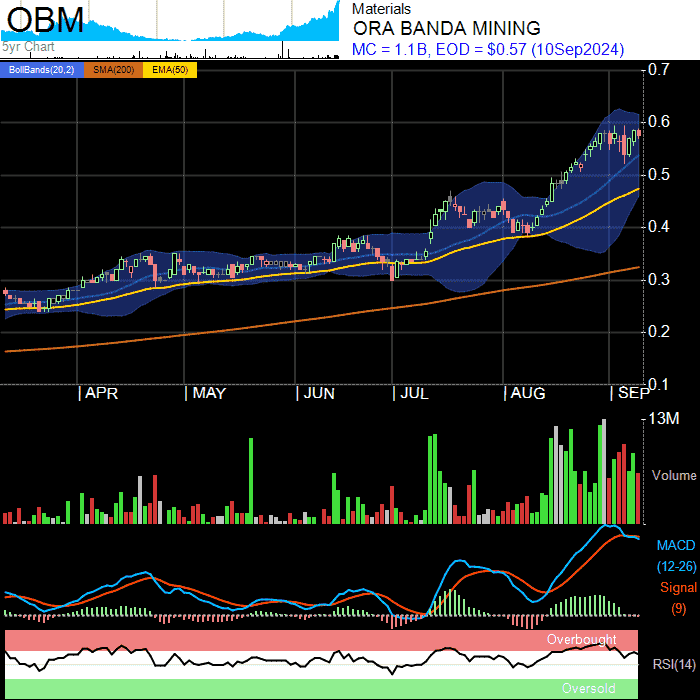 OBM
5yr Chart
Materials
ORA BANDA MINING
MC = 1.1B, EOD = $0.57 (10Sep2024)
BollBands(20,2) SMA(200) EMA(50)
0.7
0.6
0.5
0.4
0.3
0.2
0.1
| APR | MAY | JUN | JUL | AUG | SEP
13M
Volume
MACD
(12-26)
Signal
(9)
Overbought
RSI(14)
Oversold